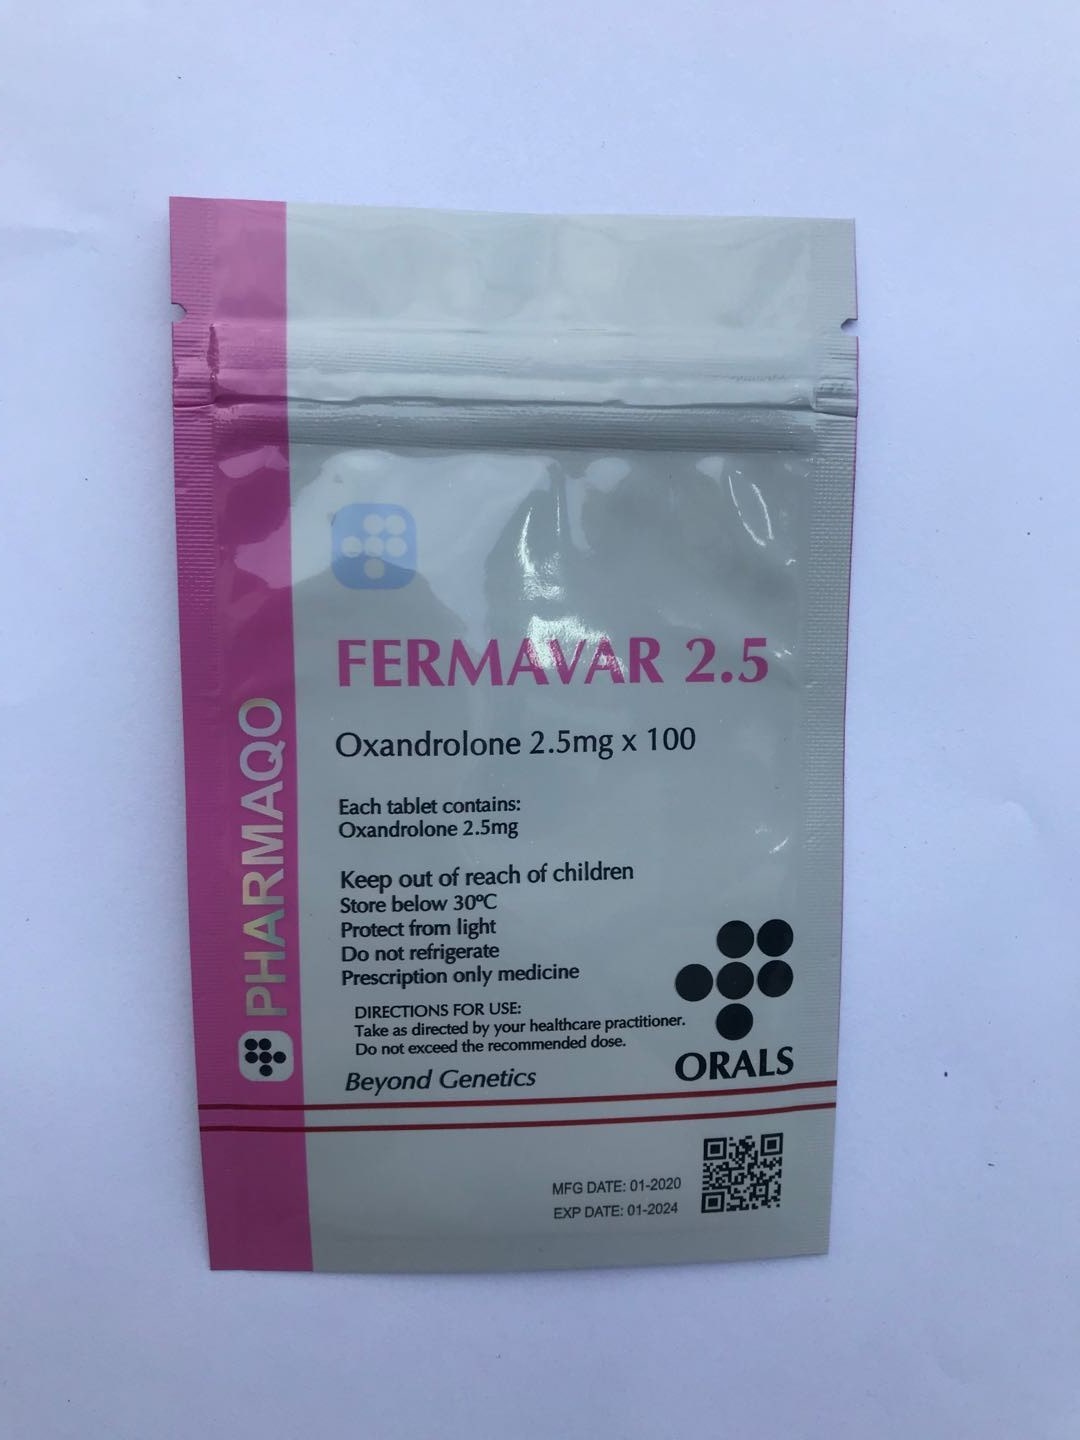 PHARMAQO
FERMAVAR 2.5
Oxandrolone 2.5mg x 100
Each tablet contains:
Oxandrolone 2.5mg
Keep out of reach of children
Store below 30ºC
Protect from light
Do not refrigerate
Prescription only medicine
DIRECTIONS FOR USE:
Take as directed by your healthcare practitioner.
Do not exceed the recommended dose.
Beyond Genetics
ORALS
MFG DATE: 01-2020
EXP DATE: 01-2024